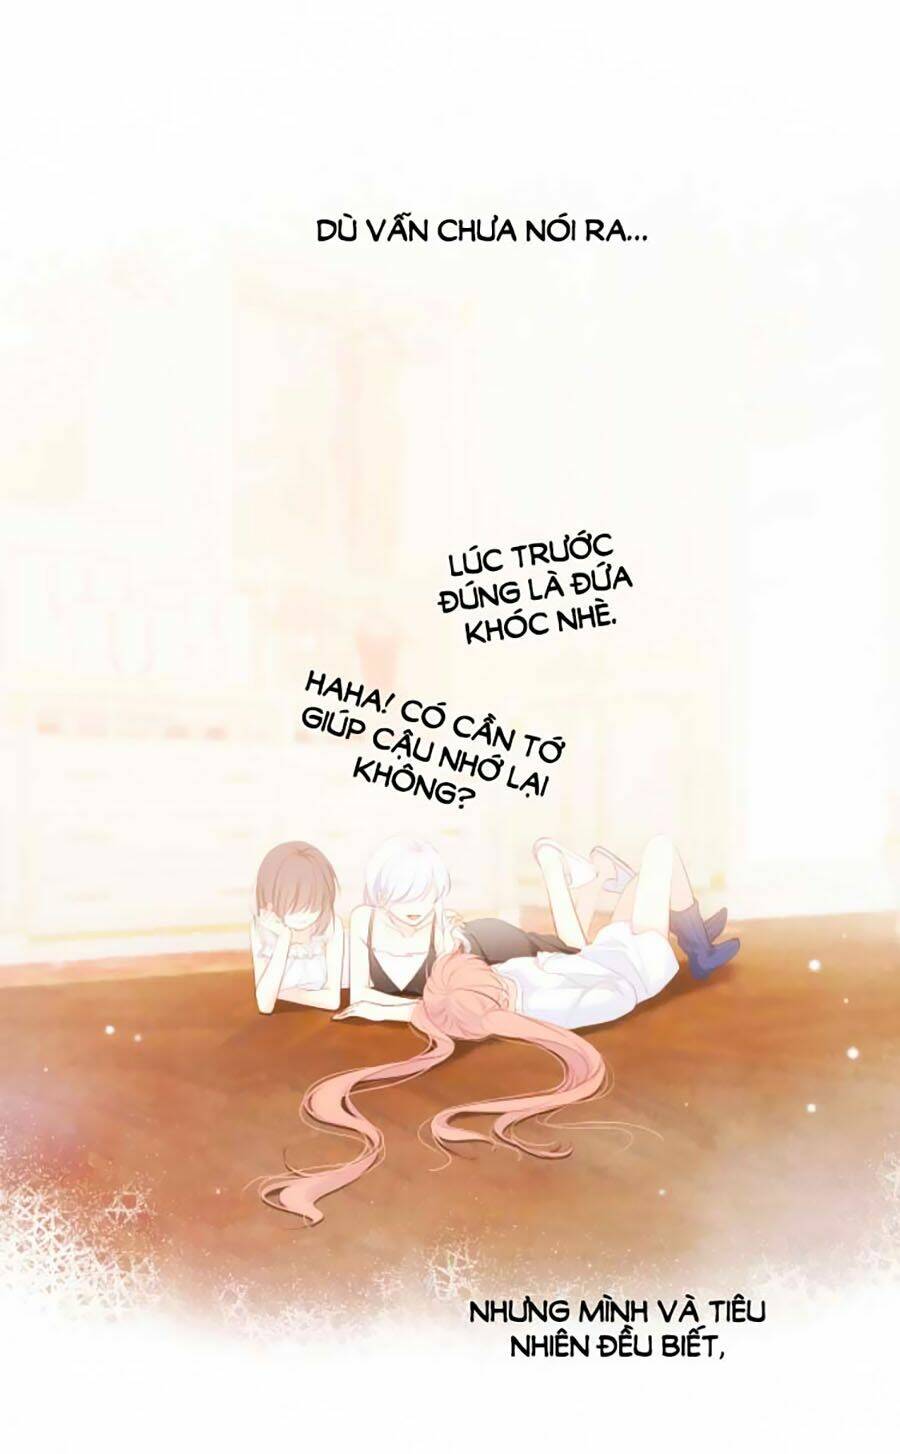 DÙ VẪN CHƯA NÓI RA...
LÚC TRƯỚC
ĐÚNG LÀ ĐỨA
KHÓC NHÈ.
HAHA! CÓ CẦN TỚ
GIÚP CẬU NHỚ LẠI
KHÔNG?
NHƯNG MÌNH VÀ TIÊU
NHIÊN ĐỀU BIẾT,